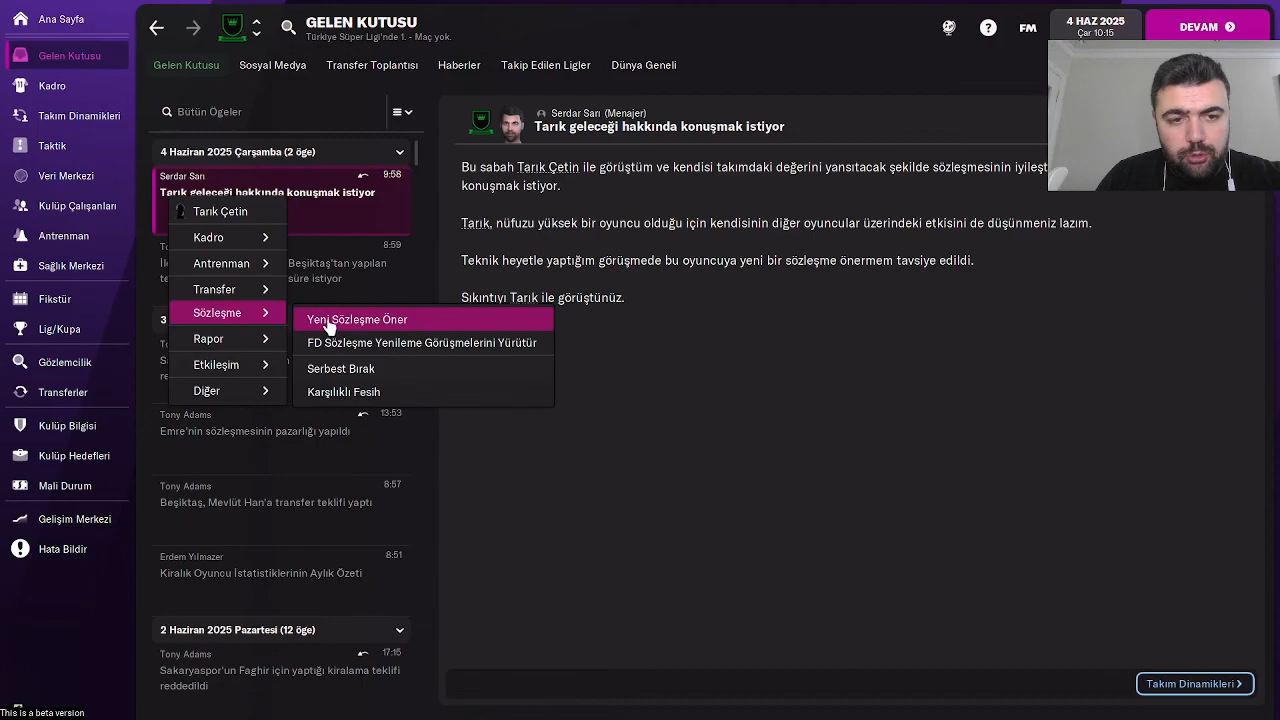 Ana Sayfa
Gelen Kutusu
Kadro
Takım Dinamikleri
Taktik
Veri Merkezi
Kulüp Çalışanları
Antrenman
Sağlık Merkezi
Fikstür
Lig/Kupa
Gözlemcilik
Transferler
Kulüp Bilgisi
Kulüp Hedefleri
Mali Durum
Gelişim Merkezi
Hata Bildir
This is a beta version
GELEN KUTUSU
Türkiye Süper Ligi'nde 1. - Maç yok.
FM
4 HAZ 2025
Çar 10:15
DEVAM
Gelen Kutusu
Sosyal Medya
Transfer Toplantısı
Haberler
Takip Edilen Ligler
Dünya Geneli
Bütün Ögeler
4 Haziran 2025 Çarşamba (2 öge)
Serdar Sarı
9:58
Tarık geleceği hakkında konuşmak istiyor
8:59
Beşiktaş'tan yapılan
süre istiyor
3
Tony Adams
13:53
Emre'nin sözleşmesinin pazarlığı yapıldı
Tony Adams
8:57
Beşiktaş, Mevlüt Han'a transfer teklifi yaptı
Erdem Yılmazer
8:51
Kiralık Oyuncu İstatistiklerinin Aylık Özeti
2 Haziran 2025 Pazartesi (12 öge)
Tony Adams
17:15
Sakaryaspor'un Faghir için yaptığı kiralama teklifi
reddedildi
Tarık Çetin
Kadro
Antrenman
Transfer
Sözleşme
Rapor
Etkileşim
Diğer
Yeni Sözleşme Öner
FD Sözleşme Yenileme Görüşmelerini Yürütür
Serbest Bırak
Karşılıklı Fesih
Serdar Sarı (Menajer)
Tarık geleceği hakkında konuşmak istiyor
Bu sabah Tarık Çetin ile görüştüm ve kendisi takımdaki değerini yansıtacak şekilde sözleşmesinin iyileşt
konuşmak istiyor.
Tarık, nüfuzu yüksek bir oyuncu olduğu için kendisinin diğer oyuncular üzerindeki etkisini de düşünmeniz lazım.
Teknik heyetle yaptığım görüşmede bu oyuncuya yeni bir sözleşme önermem tavsiye edildi.
Sıkıntıyı Tarık ile görüştünüz.
Takım Dinamikleri